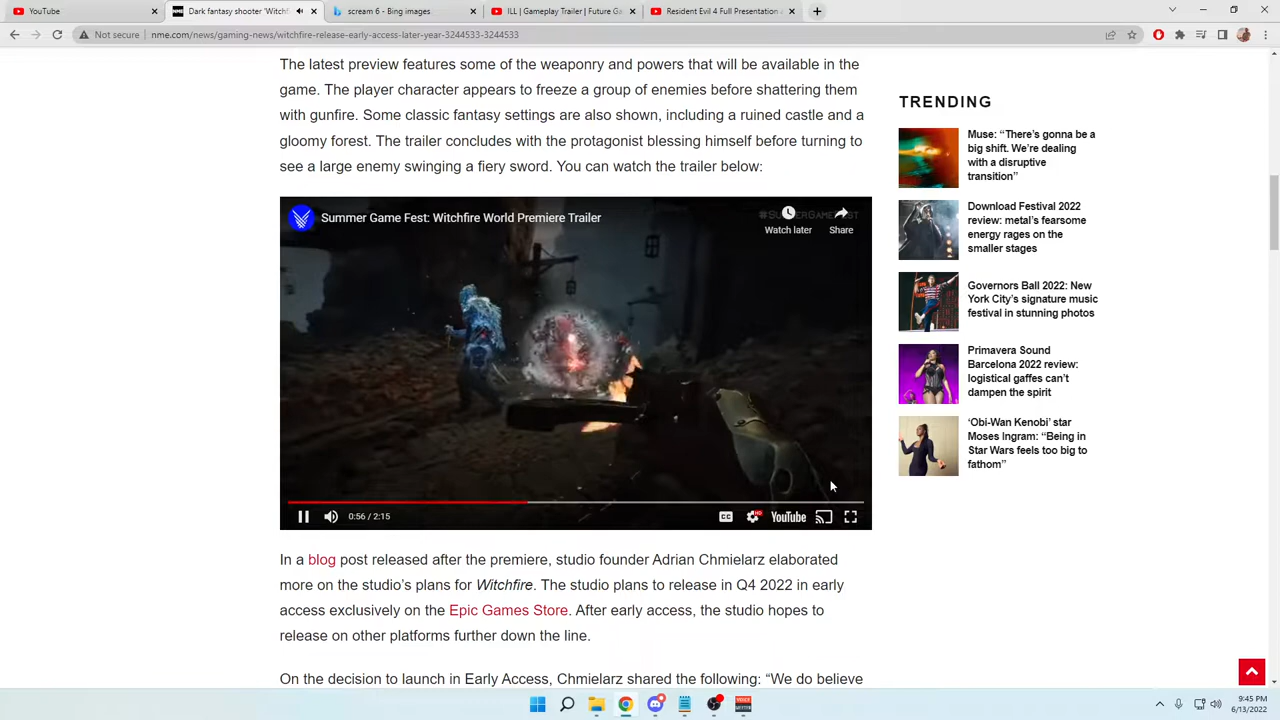 YouTube
Dark fantasy shooter 'Witchf
scream 6 - Bing images
ILL | Gameplay Trailer | Future Ga
Resident Evil 4 Full Presentation a
Not secure | nme.com/news/gaming-news/witchfire-release-early-access-later-year-3244533-3244533
The latest preview features some of the weaponry and powers that will be available in the
game. The player character appears to freeze a group of enemies before shattering them
with gunfire. Some classic fantasy settings are also shown, including a ruined castle and a
gloomy forest. The trailer concludes with the protagonist blessing himself before turning to
see a large enemy swinging a fiery sword. You can watch the trailer below:
Summer Game Fest: Witchfire World Premiere Trailer
#SUMMERGAMEFEST
Watch later
Share
0:56 / 2:15
CC
HD
YouTube
In a blog post released after the premiere, studio founder Adrian Chmielarz elaborated
more on the studio's plans for Witchfire. The studio plans to release in Q4 2022 in early
access exclusively on the Epic Games Store. After early access, the studio hopes to
release on other platforms further down the line.
On the decision to launch in Early Access, Chmielarz shared the following: "We do believe
TRENDING
Muse: "There's gonna be a
big shift. We're dealing
with a disruptive
transition"
Download Festival 2022
review: metal's fearsome
energy rages on the
smaller stages
Governors Ball 2022: New
York City's signature music
festival in stunning photos
Primavera Sound
Barcelona 2022 review:
logistical gaffes can't
dampen the spirit
'Obi-Wan Kenobi' star
Moses Ingram: "Being in
Star Wars feels too big to
fathom"
9:45 PM
6/13/2022